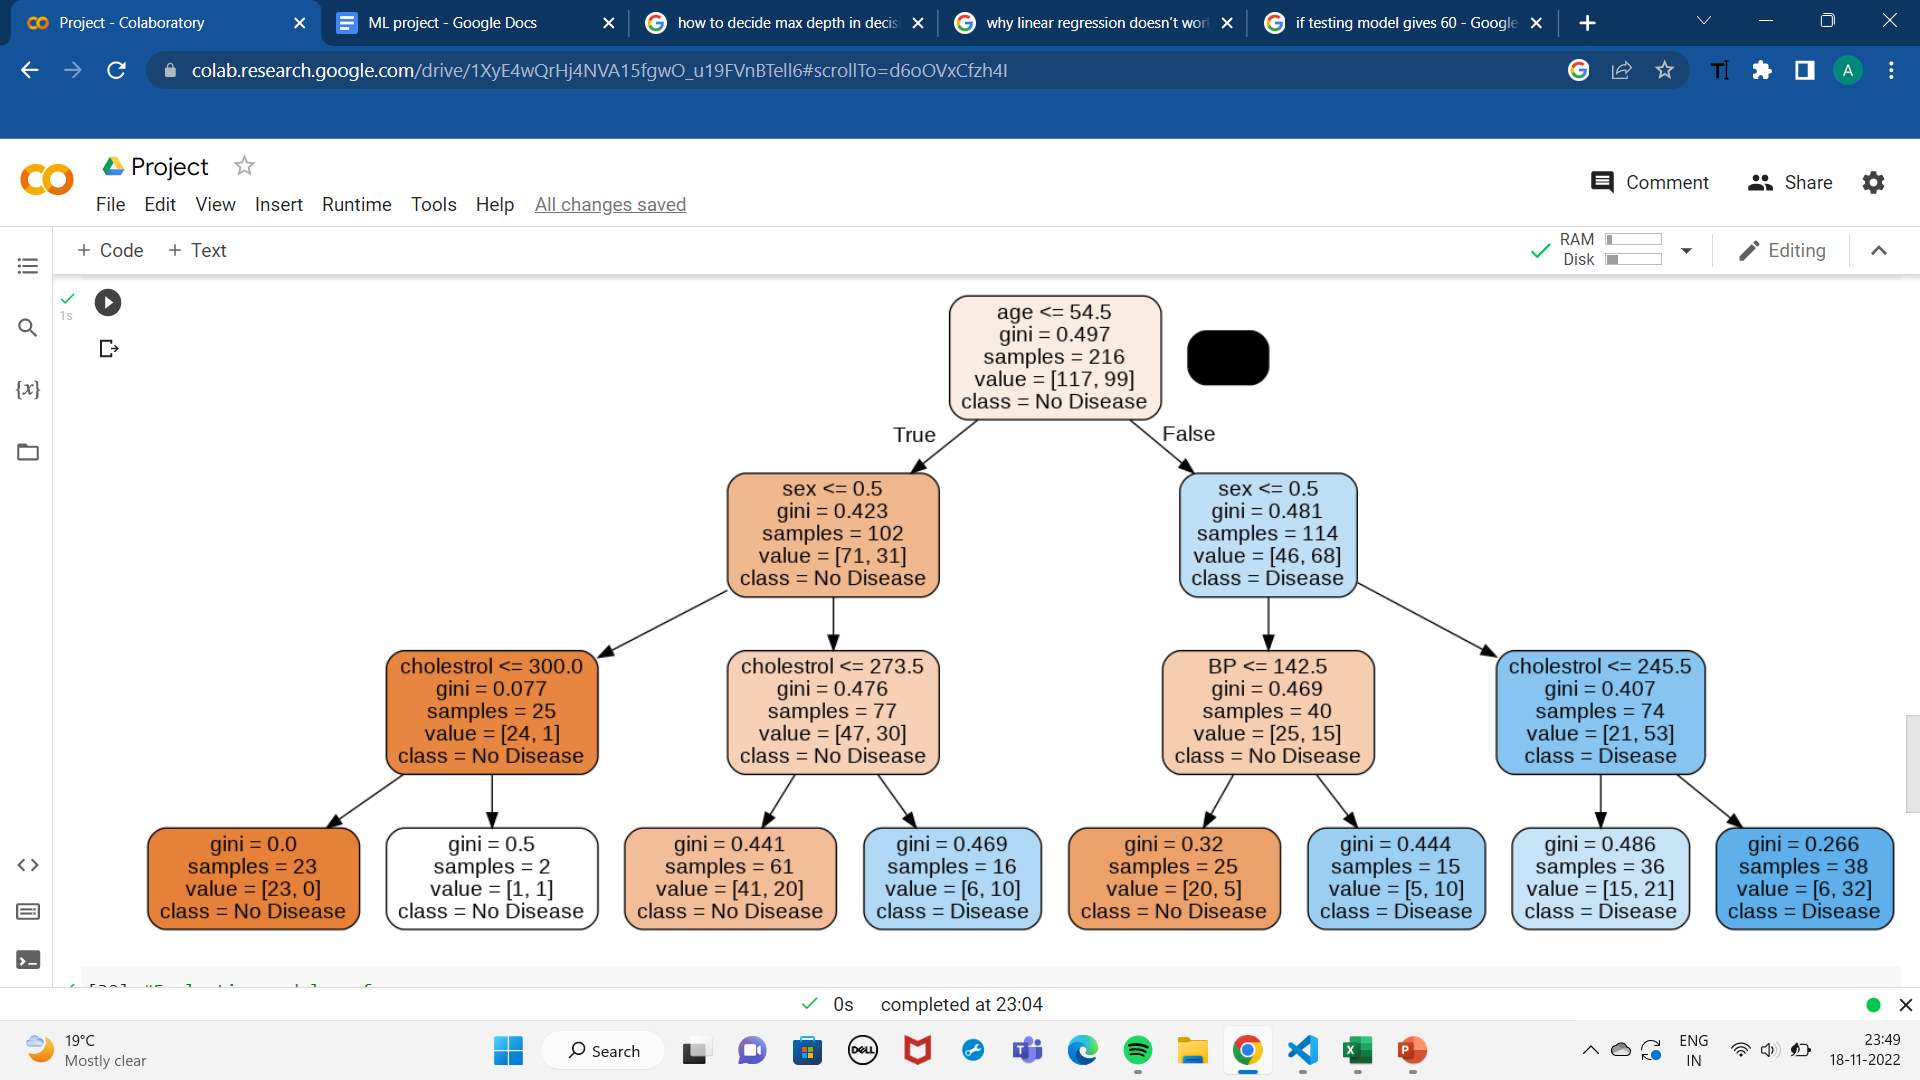 Project - Colaboratory
ML project - Google Docs
how to decide max depth in decis
why linear regression doesn't wor
if testing model gives 60 - Google
colab.research.google.com/drive/1XyE4wQrHj4NVA15fgwO_u19FVnBTell6#scrollTo=d6oOVxCfzh4I
A
Project
File Edit View Insert Runtime Tools Help All changes saved
Comment
Share
+ Code + Text
RAM
Disk
Editing
1s
{x}
age <= 54.5
gini = 0.497
samples = 216
value = [117, 99]
class = No Disease
True
False
sex <= 0.5
gini = 0.423
samples = 102
value = [71, 31]
class = No Disease
sex <= 0.5
gini = 0.481
samples = 114
value = [46, 68]
class = Disease
cholestrol <= 300.0
gini = 0.077
samples = 25
value = [24, 1]
class = No Disease
cholestrol <= 273.5
gini = 0.476
samples = 77
value = [47, 30]
class = No Disease
BP <= 142.5
gini = 0.469
samples = 40
value = [25, 15]
class = No Disease
cholestrol <= 245.5
gini = 0.407
samples = 74
value = [21, 53]
class = Disease
gini = 0.0
samples = 23
value = [23, 0]
class = No Disease
gini = 0.5
samples = 2
value = [1, 1]
class = No Disease
gini = 0.441
samples = 61
value = [41, 20]
class = No Disease
gini = 0.469
samples = 16
value = [6, 10]
class = Disease
gini = 0.32
samples = 25
value = [20, 5]
class = No Disease
gini = 0.444
samples = 15
value = [5, 10]
class = Disease
gini = 0.486
samples = 36
value = [15, 21]
class = Disease
gini = 0.266
samples = 38
value = [6, 32]
class = Disease
0s completed at 23:04
19°C
Mostly clear
Search
DELL
ENG
IN
23:49
18-11-2022